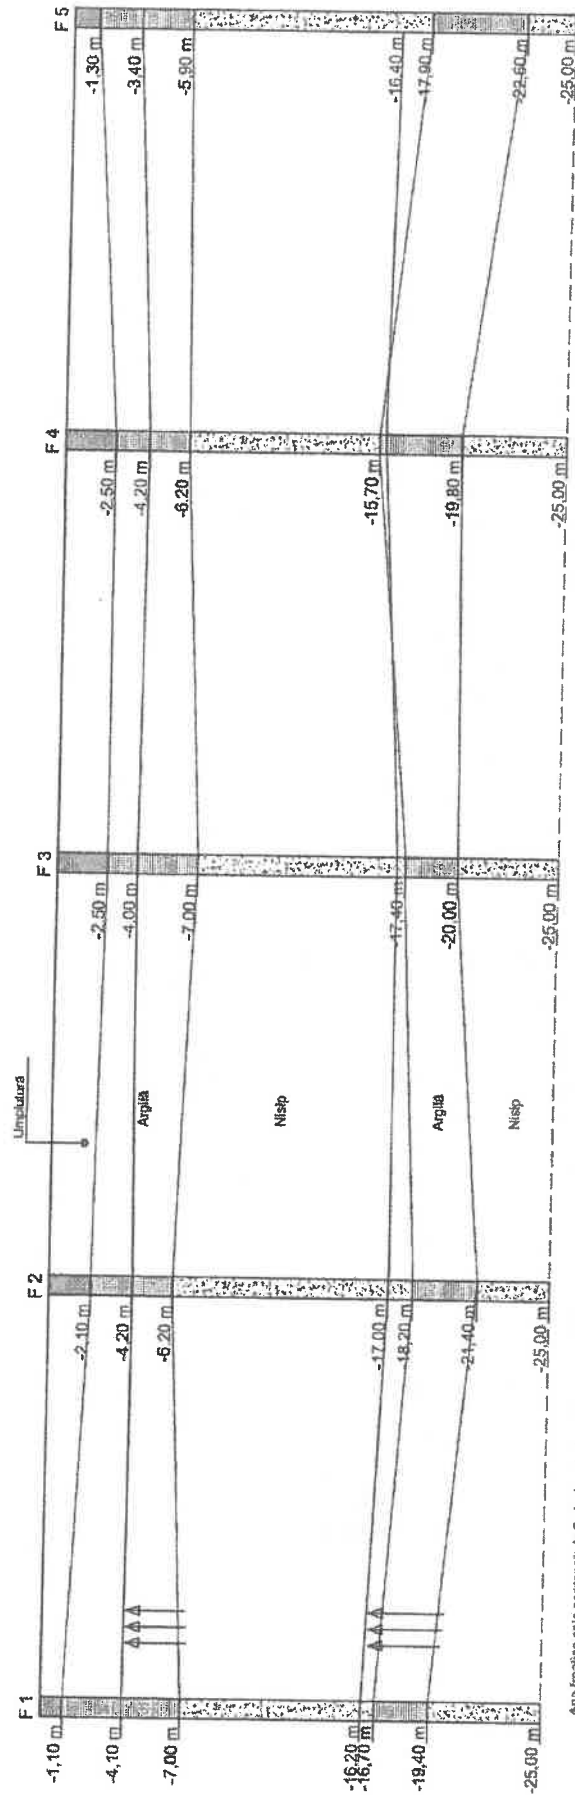 F 1
-1,10 m
-4,10 m
-7,00 m
-16,20 m
-16,70 m
-19,40 m
-25,00 m
F 2
-2,10 m
-4,20 m
-6,20 m
-17,00 m
-18,20 m
-21,40 m
-25,00 m
Umplutură
Argilă
Nisip
Argilă
Nisip
F 3
-2,50 m
-4,00 m
-7,00 m
-17,40 m
-20,00 m
-25,00 m
F 4
-2,50 m
-4,20 m
-6,20 m
-15,70 m
-19,80 m
-25,00 m
F 5
-1,30 m
-3,40 m
-5,90 m
-16,40 m
-17,90 m
-22,60 m
-25,00 m